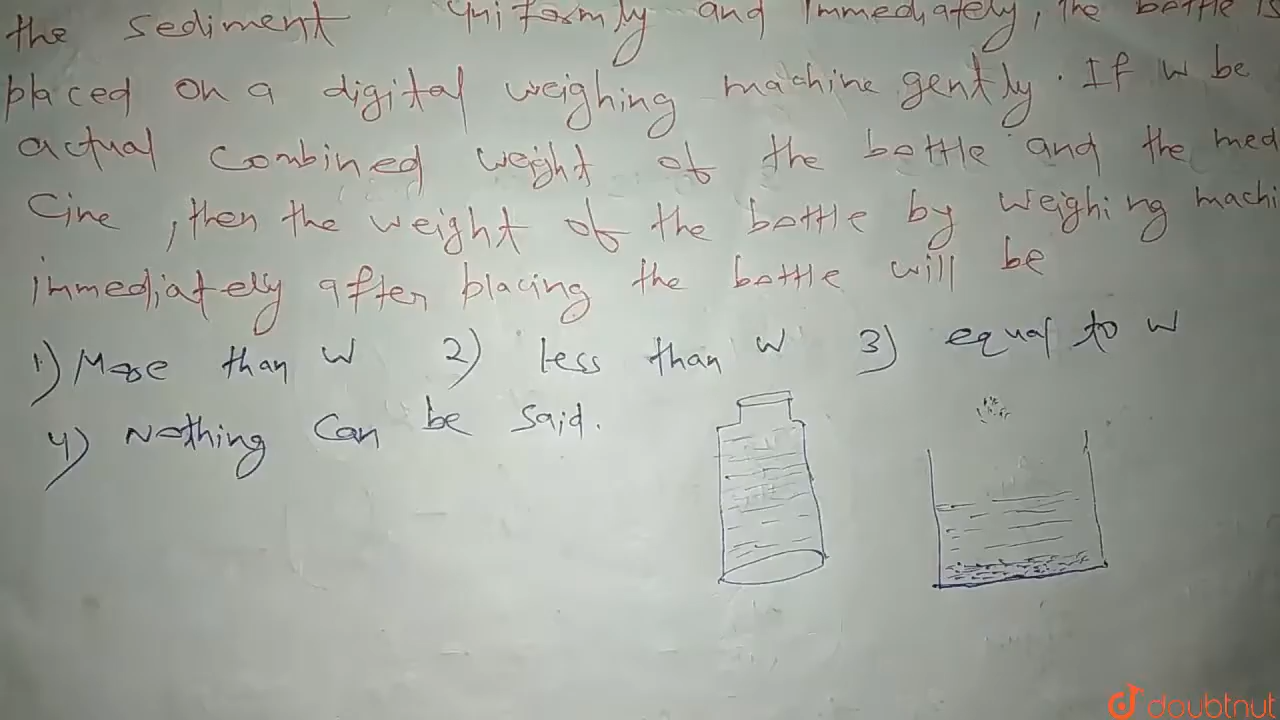 the sediment uniformly and immediately, the bottle is
placed on a digital weighing machine gently. If w be
actual combined weight of the bottle and the med
cine, then the weight of the bottle by weighing machi
immediately after placing the bottle will be
1) More than W 2) less than W 3) equal to W
4) Nothing can be said.
doubtnut